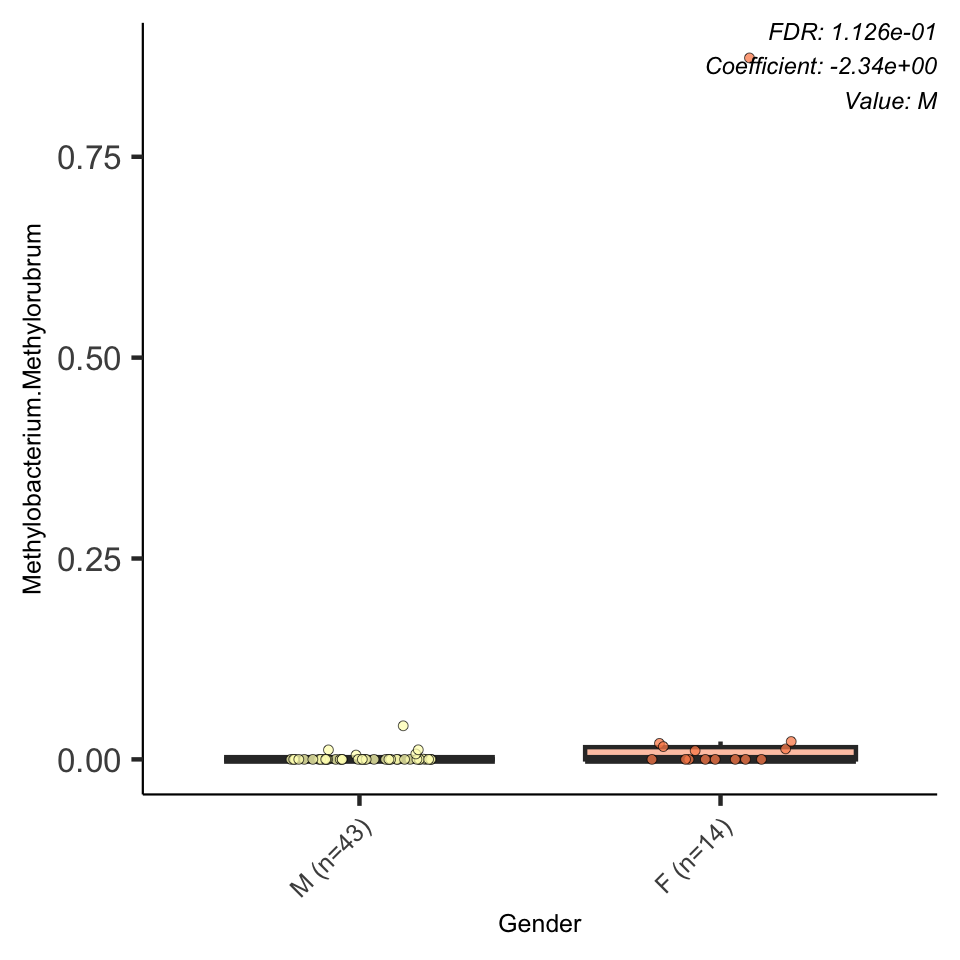 FDR: 1.126e-01
Coefficient: -2.34e+00
Value: M
Methylobacterium.Methylorubrum
0.75
0.50
0.25
0.00
M (n=43)
F (n=14)
Gender